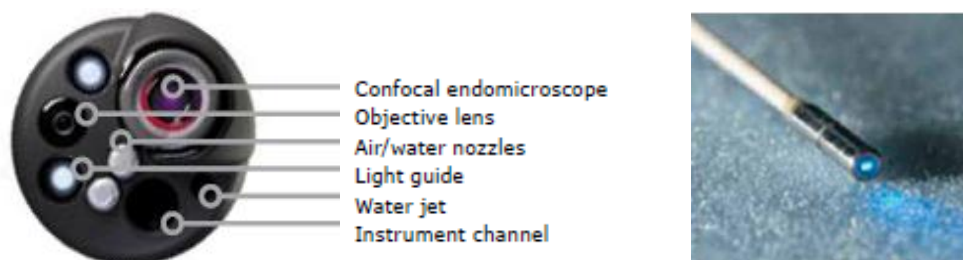 Confocal endomicroscope
Objective lens
Air/water nozzles
Light guide
Water jet
Instrument channel